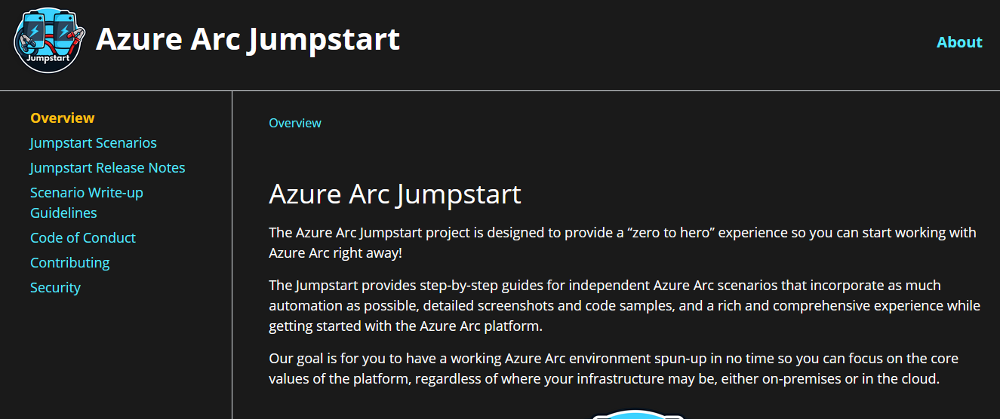 Jumpstart
Azure Arc Jumpstart
About
Overview
Jumpstart Scenarios
Jumpstart Release Notes
Scenario Write-up
Guidelines
Code of Conduct
Contributing
Security
Overview
Azure Arc Jumpstart
The Azure Arc Jumpstart project is designed to provide a “zero to hero” experience so you can start working with
Azure Arc right away!
The Jumpstart provides step-by-step guides for independent Azure Arc scenarios that incorporate as much
automation as possible, detailed screenshots and code samples, and a rich and comprehensive experience while
getting started with the Azure Arc platform.
Our goal is for you to have a working Azure Arc environment spun-up in no time so you can focus on the core
values of the platform, regardless of where your infrastructure may be, either on-premises or in the cloud.